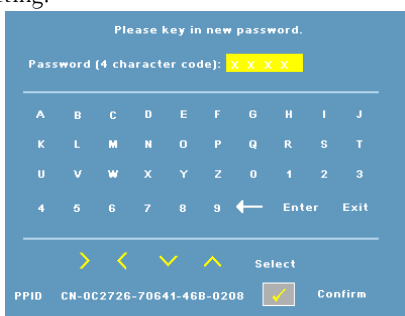 tting.
Please key in new password.
Password (4 character code): X X X X
A B C D E F G H I J
K L M N O P Q R S T
U V W X Y Z 0 1 2 3
4 5 6 7 8 9 ← Enter Exit
Select
PPID CN-0C2726-70641-46B-0208 ✓ Confirm